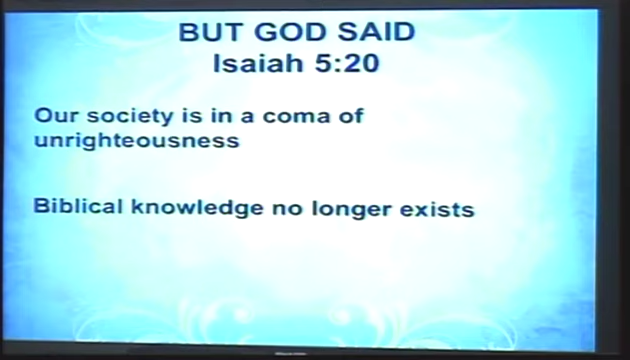 BUT GOD SAID
Isaiah 5:20
Our society is in a coma of
unrighteousness
Biblical knowledge no longer exists